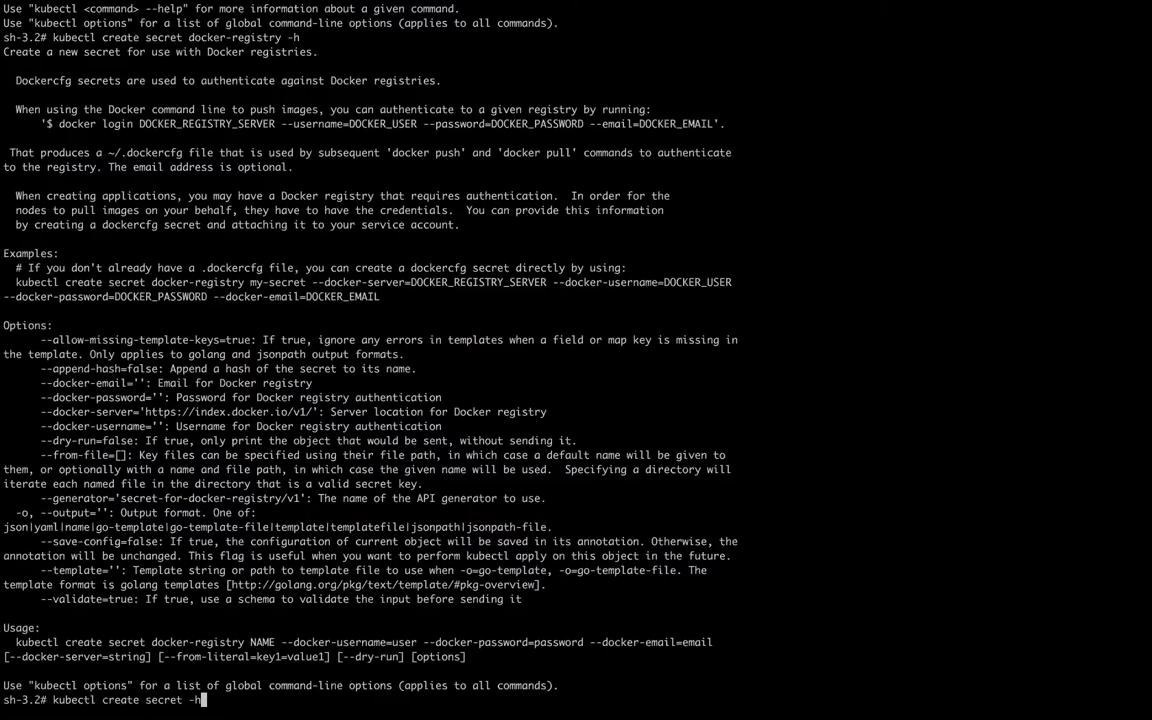 Use "kubectl <command> --help" for more information about a given command.
Use "kubectl options" for a list of global command-line options (applies to all commands).
sh-3.2# kubectl create secret docker-registry -h
Create a new secret for use with Docker registries.
Dockercfg secrets are used to authenticate against Docker registries.
When using the Docker command line to push images, you can authenticate to a given registry by running:
'$ docker login DOCKER_REGISTRY_SERVER --username=DOCKER_USER --password=DOCKER_PASSWORD --email=DOCKER_EMAIL'.
That produces a ~/.dockercfg file that is used by subsequent 'docker push' and 'docker pull' commands to authenticate
to the registry. The email address is optional.
When creating applications, you may have a Docker registry that requires authentication.  In order for the
nodes to pull images on your behalf, they have to have the credentials.  You can provide this information
by creating a dockercfg secret and attaching it to your service account.
Examples:
# If you don't already have a .dockercfg file, you can create a dockercfg secret directly by using:
kubectl create secret docker-registry my-secret --docker-server=DOCKER_REGISTRY_SERVER --docker-username=DOCKER_USER
--docker-password=DOCKER_PASSWORD --docker-email=DOCKER_EMAIL
Options:
--allow-missing-template-keys=true: If true, ignore any errors in templates when a field or map key is missing in
the template. Only applies to golang and jsonpath output formats.
--append-hash=false: Append a hash of the secret to its name.
--docker-email='': Email for Docker registry
--docker-password='': Password for Docker registry authentication
--docker-server='https://index.docker.io/v1/': Server location for Docker registry
--docker-username='': Username for Docker registry authentication
--dry-run=false: If true, only print the object that would be sent, without sending it.
--from-file=[]: Key files can be specified using their file path, in which case a default name will be given to
them, or optionally with a name and file path, in which case the given name will be used.  Specifying a directory will
iterate each named file in the directory that is a valid secret key.
--generator='secret-for-docker-registry/v1': The name of the API generator to use.
-o, --output='': Output format. One of:
json|yaml|name|go-template|go-template-file|template|templatefile|jsonpath|jsonpath-file.
--save-config=false: If true, the configuration of current object will be saved in its annotation. Otherwise, the
annotation will be unchanged. This flag is useful when you want to perform kubectl apply on this object in the future.
--template='': Template string or path to template file to use when -o=go-template, -o=go-template-file. The
template format is golang templates [http://golang.org/pkg/text/template/#pkg-overview].
--validate=true: If true, use a schema to validate the input before sending it
Usage:
kubectl create secret docker-registry NAME --docker-username=user --docker-password=password --docker-email=email
[--docker-server=string] [--from-literal=key1=value1] [--dry-run] [options]
Use "kubectl options" for a list of global command-line options (applies to all commands).
sh-3.2# kubectl create secret -h